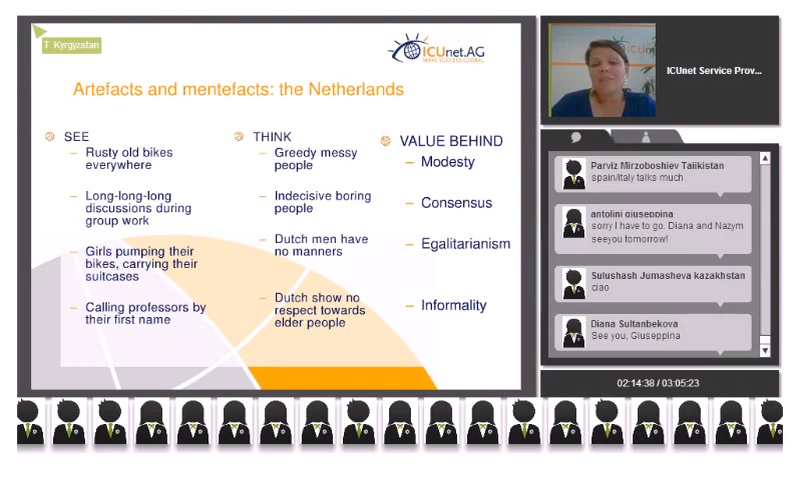 T. Kyrgyzstan
ICUnet.AG
MAKE SUCCESS GLOBAL
Artefacts and mentefacts: the Netherlands
SEE
– Rusty old bikes
everywhere
– Long-long-long
discussions during
group work
– Girls pumping their
bikes, carrying their
suitcases
– Calling professors by
their first name
THINK
– Greedy messy
people
– Indecisive boring
people
– Dutch men have
no manners
– Dutch show no
respect towards
elder people
VALUE BEHIND
– Modesty
– Consensus
– Egalitarianism
– Informality
ICUnet Service Prov...
Parviz Mirzoboshiev Taiikistan
spain/italy talks much
antolini giuseppina
sorry I have to go. Diana and Nazym
seeyou tomorrow!
Sulushash Jumasheva kazakhstan
ciao
Diana Sultanbekova
See you, Giuseppina
02:14:38 / 03:05:23